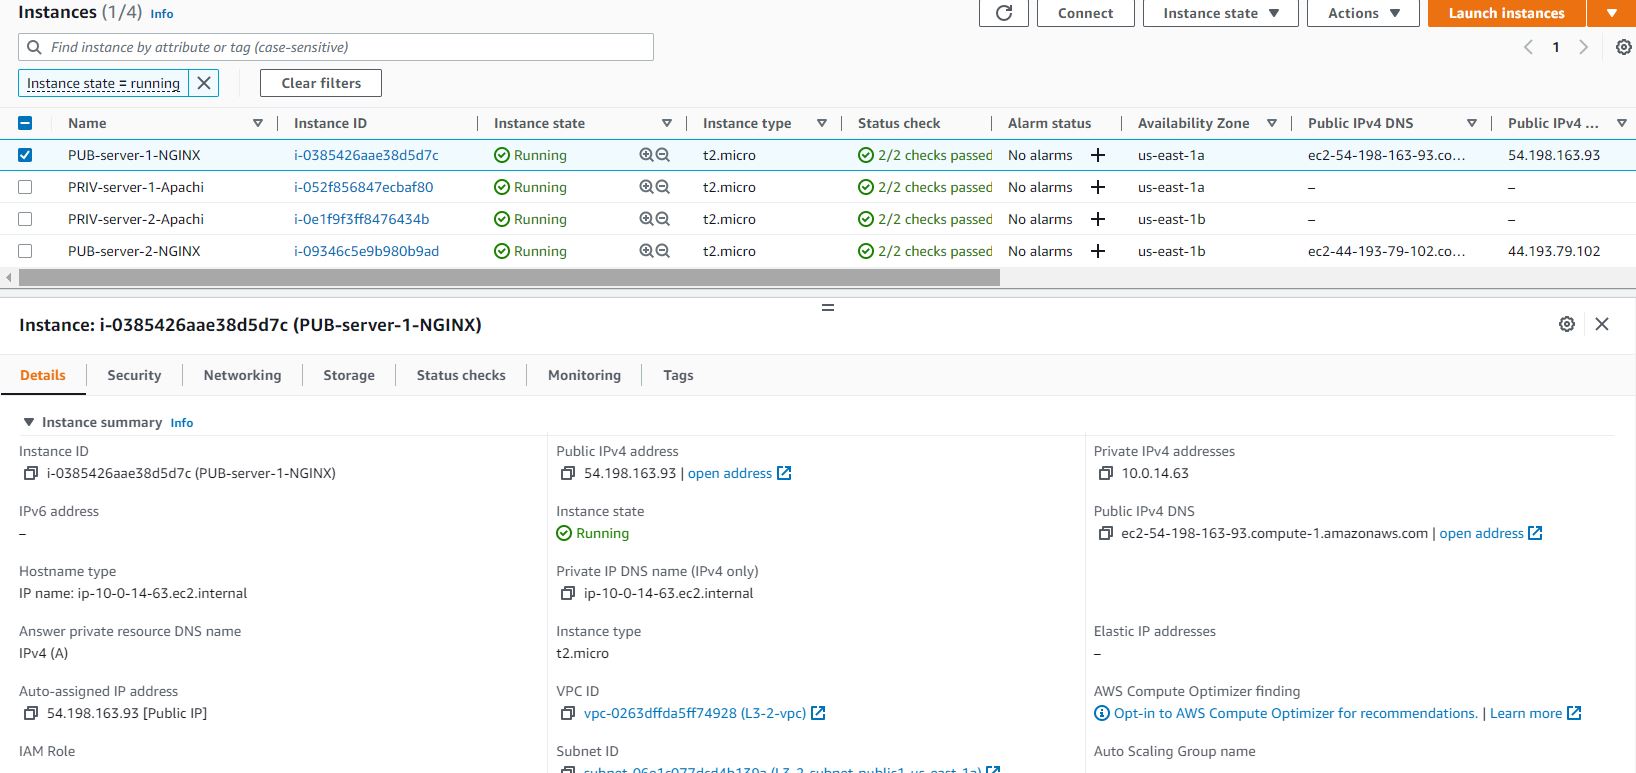 Instances (1/4) Info
Connect Instance state Actions Launch instances
Find instance by attribute or tag (case-sensitive)
1
Instance state = running Clear filters
Name Instance ID Instance state Instance type Status check Alarm status Availability Zone Public IPv4 DNS Public IPv4 ...
PUB-server-1-NGINX i-0385426aae38d5d7c Running t2.micro 2/2 checks passed No alarms + us-east-1a ec2-54-198-163-93.co... 54.198.163.93
PRIV-server-1-Apachi i-052f856847ecbaf80 Running t2.micro 2/2 checks passed No alarms + us-east-1a – –
PRIV-server-2-Apachi i-0e1f9f3ff8476434b Running t2.micro 2/2 checks passed No alarms + us-east-1b – –
PUB-server-2-NGINX i-09346c5e9b980b9ad Running t2.micro 2/2 checks passed No alarms + us-east-1b ec2-44-193-79-102.co... 44.193.79.102
Instance: i-0385426aae38d5d7c (PUB-server-1-NGINX)
Details Security Networking Storage Status checks Monitoring Tags
Instance summary Info
Instance ID Public IPv4 address Private IPv4 addresses
i-0385426aae38d5d7c (PUB-server-1-NGINX) 54.198.163.93 | open address 10.0.14.63
IPv6 address Instance state Public IPv4 DNS
– Running ec2-54-198-163-93.compute-1.amazonaws.com | open address
Hostname type Private IP DNS name (IPv4 only)
IP name: ip-10-0-14-63.ec2.internal ip-10-0-14-63.ec2.internal
Answer private resource DNS name Instance type Elastic IP addresses
IPv4 (A) t2.micro –
Auto-assigned IP address VPC ID AWS Compute Optimizer finding
54.198.163.93 [Public IP] vpc-0263dffda5ff74928 (L3-2-vpc) Opt-in to AWS Compute Optimizer for recommendations. | Learn more
IAM Role Subnet ID Auto Scaling Group name